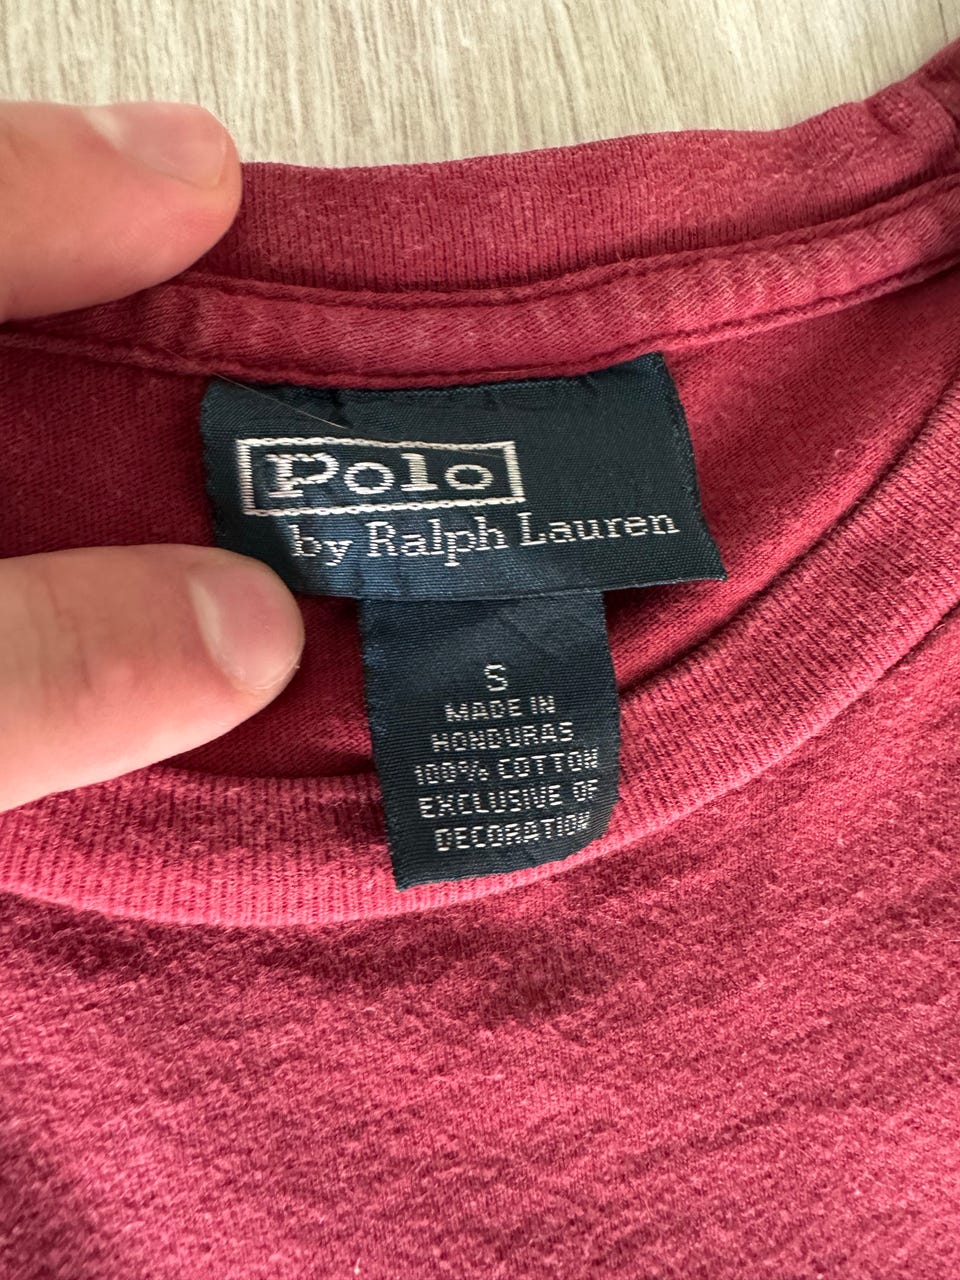 Polo
by Ralph Lauren
S
MADE IN
HONDURAS
100% COTTON
EXCLUSIVE OF
DECORATION